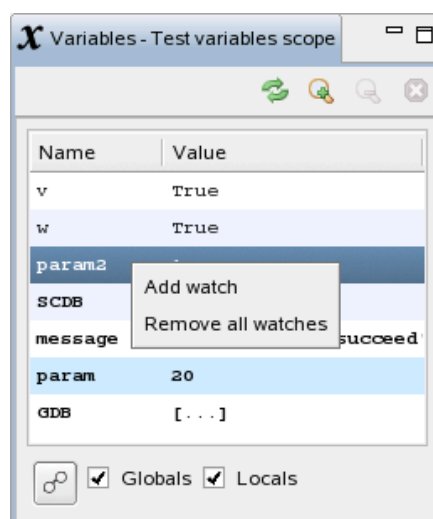 X Variables - Test variables scope
Name Value
v True
w True
param2
Add watch
SCDB
Remove all watches
message succeed'
param 20
GDB [...]
Globals Locals